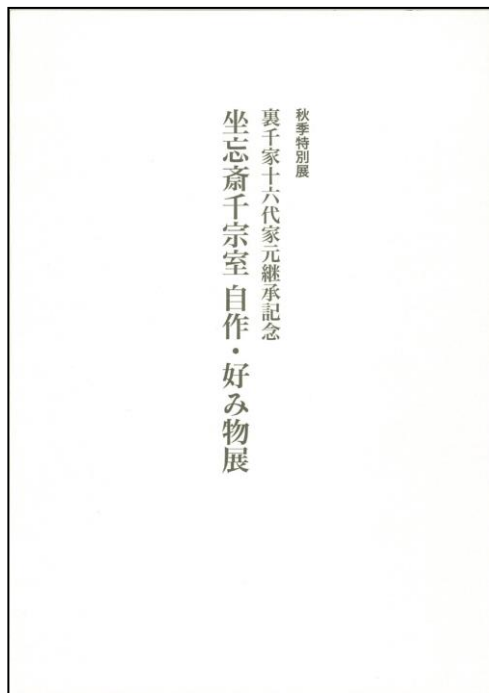 秋季特別展
裏千家十六代家元継承記念
坐忘斎千宗室 自作・好み物展